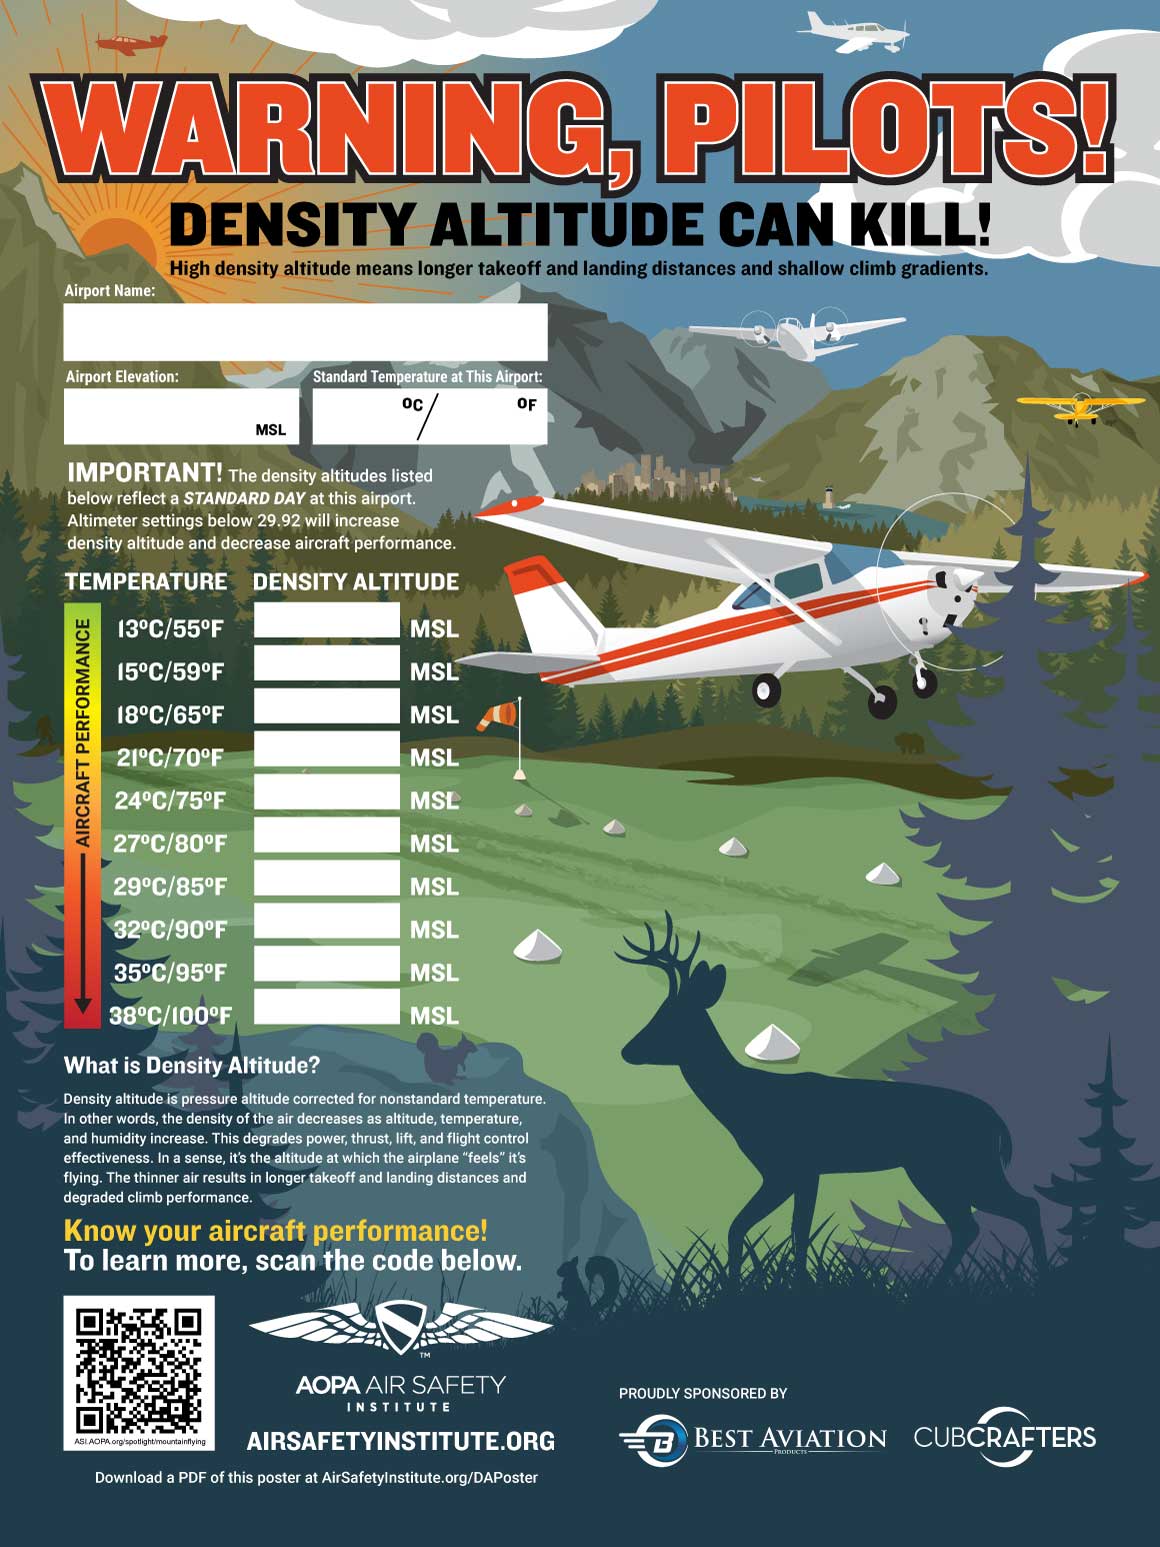 WARNING, PILOTS!
DENSITY ALTITUDE CAN KILL!
High density altitude means longer takeoff and landing distances and shallow climb gradients.
Airport Name:
Airport Elevation:
MSL
Standard Temperature at This Airport:
ºC / ºF
IMPORTANT! The density altitudes listed
below reflect a STANDARD DAY at this airport.
Altimeter settings below 29.92 will increase
density altitude and decrease aircraft performance.
TEMPERATURE DENSITY ALTITUDE
AIRCRAFT PERFORMANCE
13ºC/55ºF MSL
15ºC/59ºF MSL
18ºC/65ºF MSL
21ºC/70ºF MSL
24ºC/75ºF MSL
27ºC/80ºF MSL
29ºC/85ºF MSL
32ºC/90ºF MSL
35ºC/95ºF MSL
38ºC/100ºF MSL
What is Density Altitude?
Density altitude is pressure altitude corrected for nonstandard temperature.
In other words, the density of the air decreases as altitude, temperature,
and humidity increase. This degrades power, thrust, lift, and flight control
effectiveness. In a sense, it’s the altitude at which the airplane “feels” it’s
flying. The thinner air results in longer takeoff and landing distances and
degraded climb performance.
Know your aircraft performance!
To learn more, scan the code below.
ASI.AOPA.org/spotlight/mountainflying
TM
AOPA AIR SAFETY
INSTITUTE
AIRSAFETYINSTITUTE.ORG
Download a PDF of this poster at AirSafetyInstitute.org/DAPoster
PROUDLY SPONSORED BY
B BEST AVIATION
PRODUCTS
CUBCRAFTERS